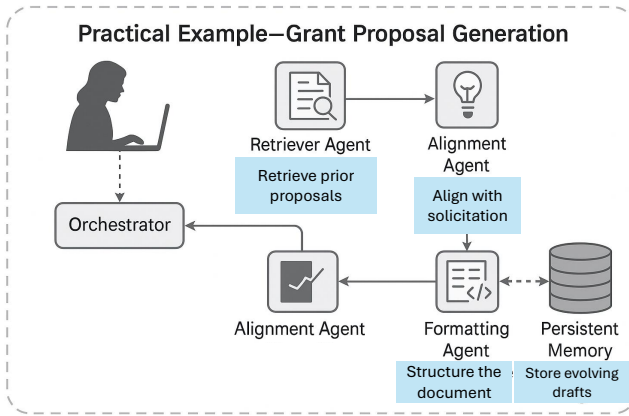 Practical Example—Grant Proposal Generation
Retriever Agent
Retrieve prior
proposals
Alignment
Agent
Align with
solicitation
Orchestrator
Alignment Agent
Formatting
Agent
Structure the
document
Persistent
Memory
Store evolving
drafts